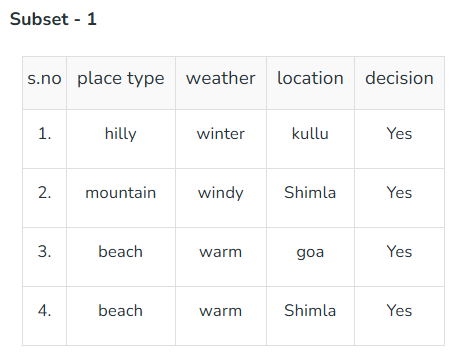 Subset - 1
s.no place type weather location decision
1. hilly winter kullu Yes
2. mountain windy Shimla Yes
3. beach warm goa Yes
4. beach warm Shimla Yes